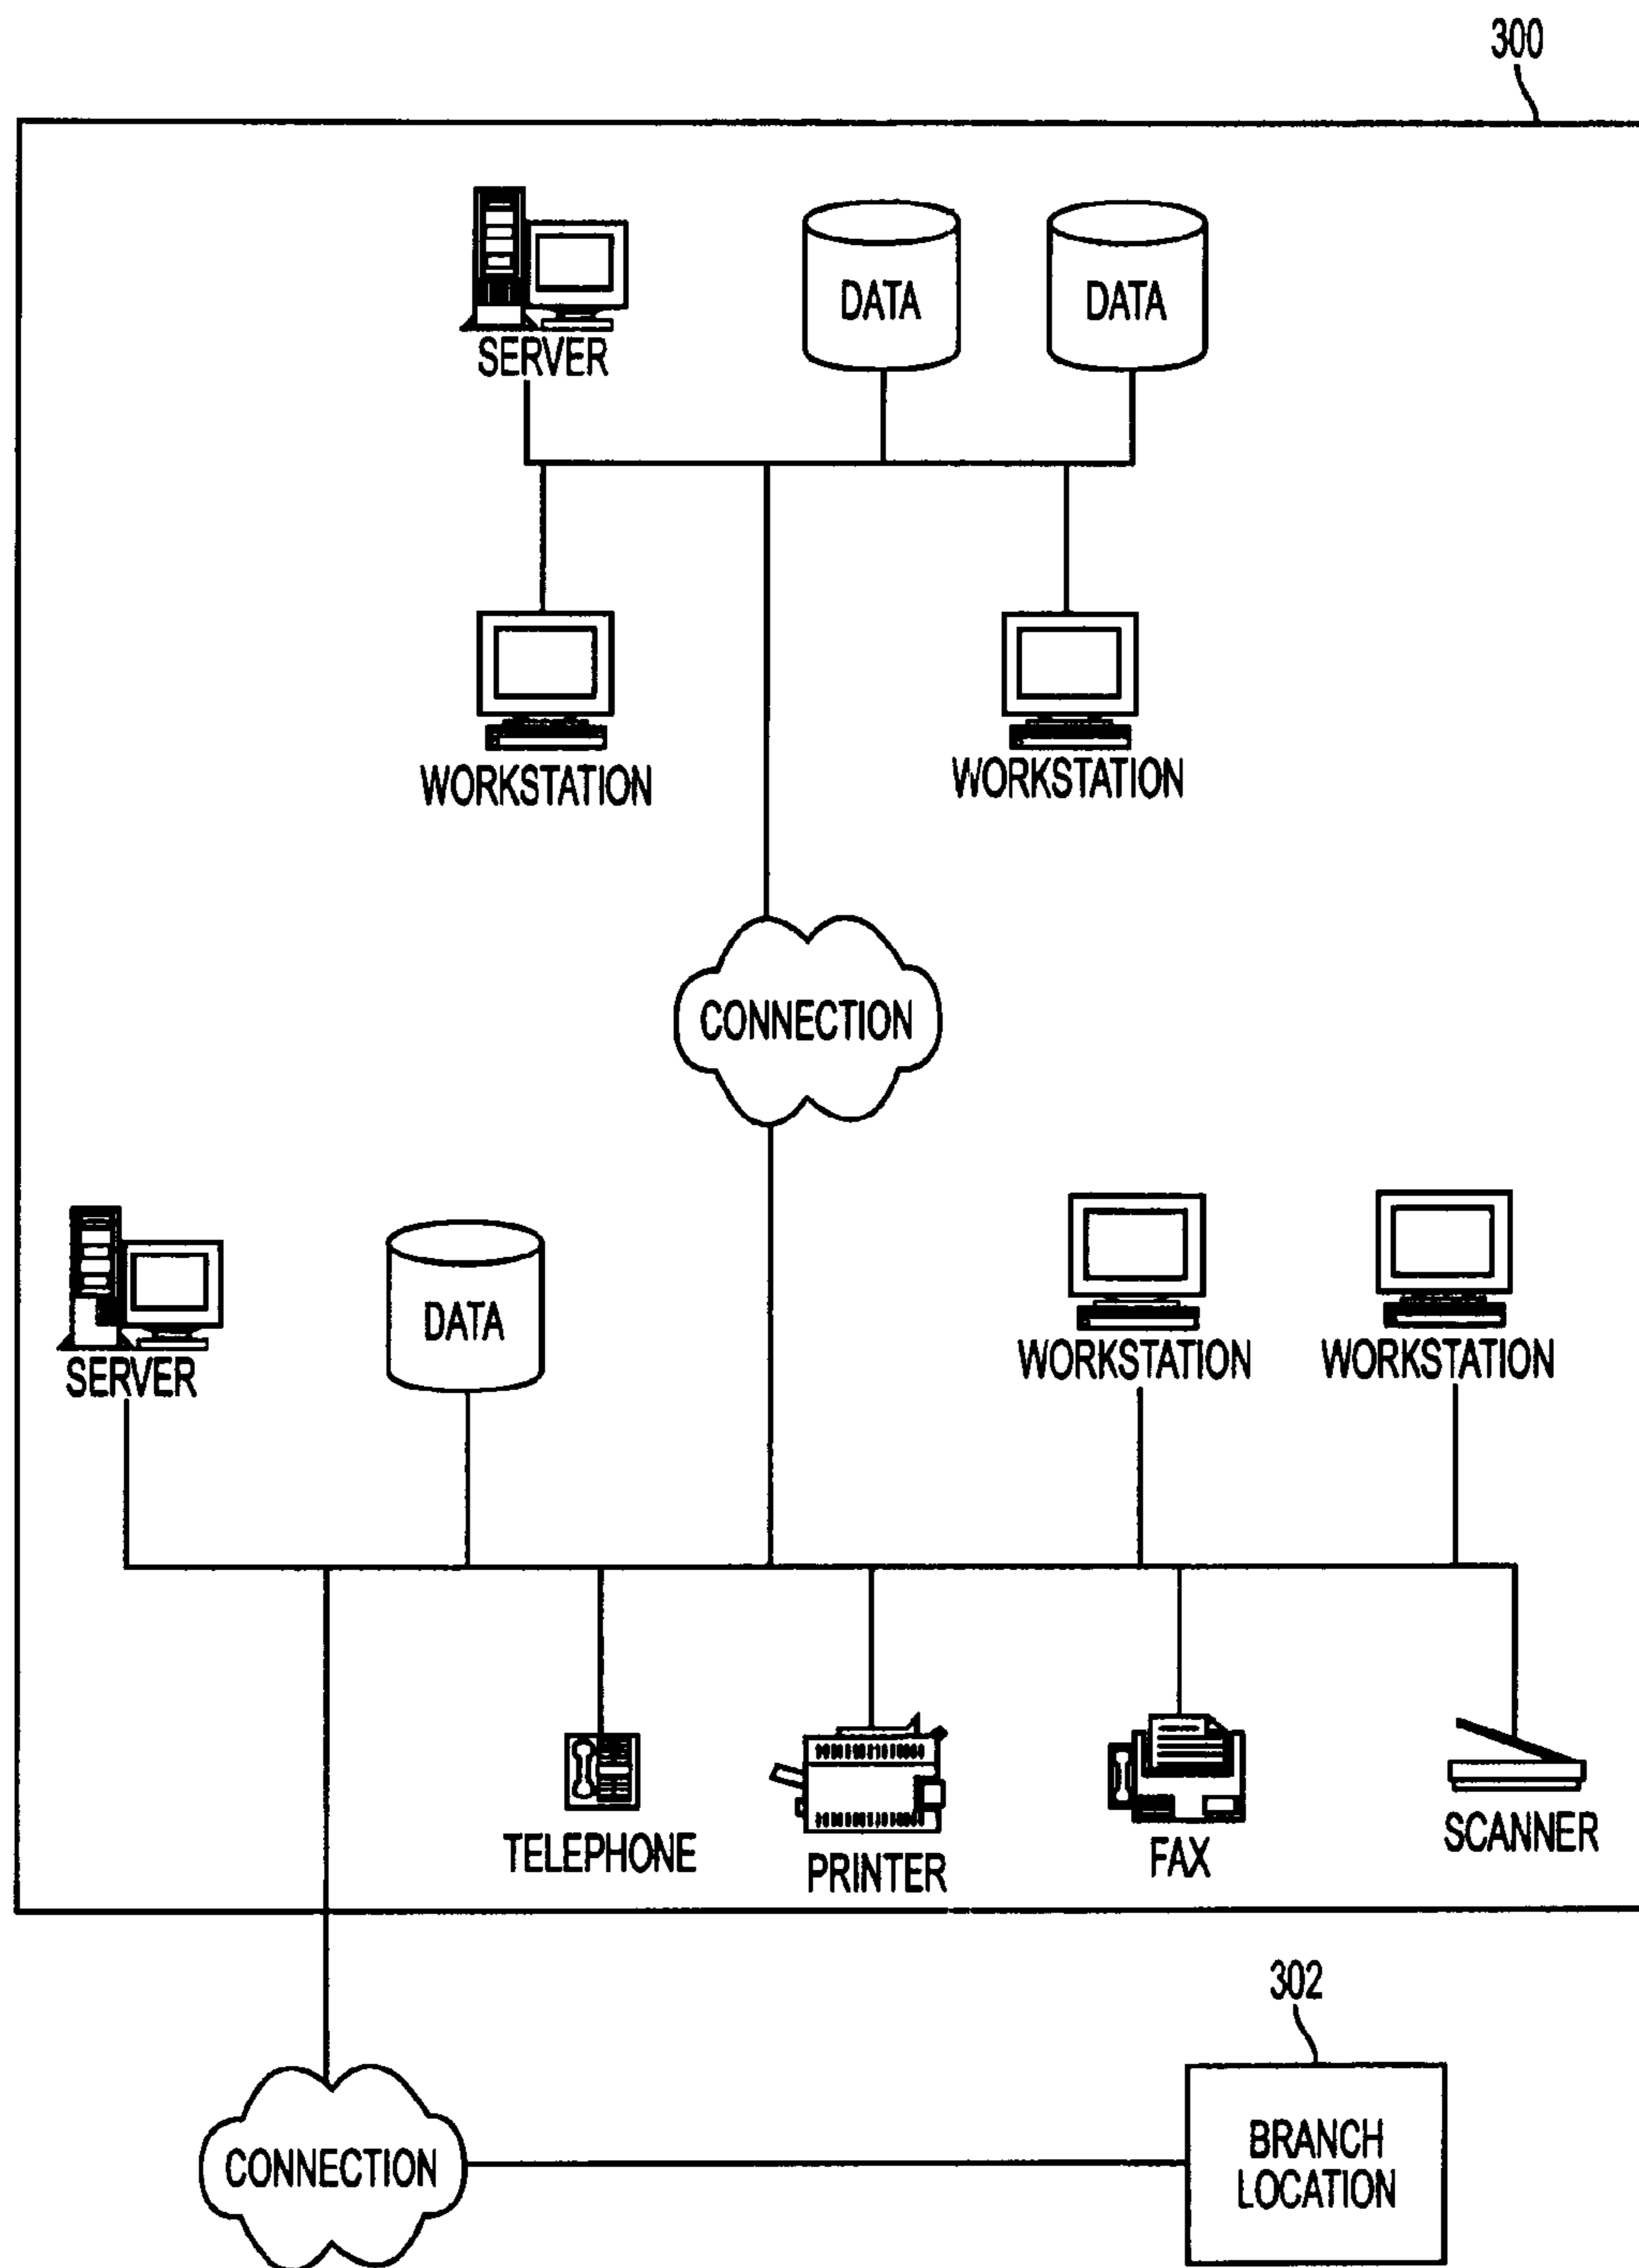 300
DATA
DATA
SERVER
WORKSTATION
WORKSTATION
CONNECTION
DATA
SERVER
WORKSTATION
WORKSTATION
TELEPHONE
PRINTER
FAX
SCANNER
302
CONNECTION
BRANCH
LOCATION